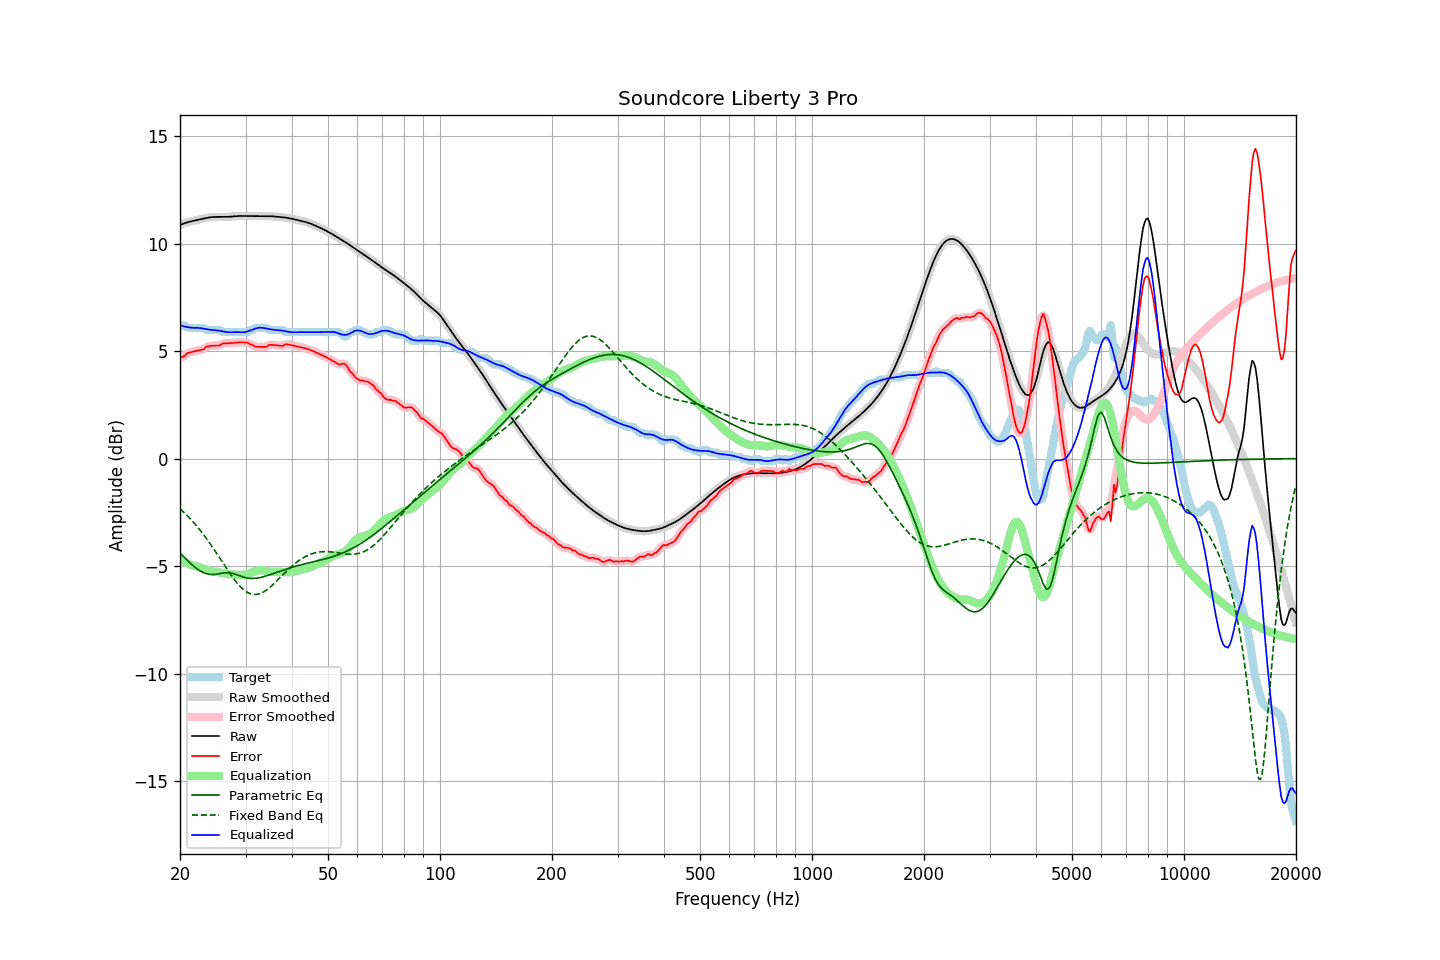 Soundcore Liberty 3 Pro
Amplitude (dBr)
15
10
5
0
−5
−10
−15
Target
Raw Smoothed
Error Smoothed
Raw
Error
Equalization
Parametric Eq
Fixed Band Eq
Equalized
20 50 100 200 500 1000 2000 5000 10000 20000
Frequency (Hz)